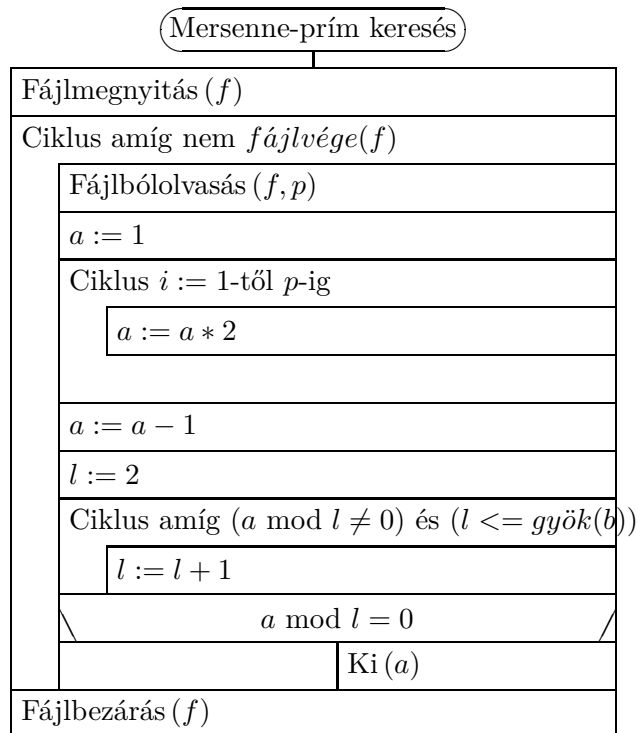 Mersenne-prím keresés
Fájlmegnyitás (f)
Ciklus amíg nem fájlvége(f)
Fájlbólolvasás (f, p)
a := 1
Ciklus i := 1-től p-ig
a := a ∗ 2
a := a − 1
l := 2
Ciklus amíg (a mod l ≠ 0) és (l <= gyök(b))
l := l + 1
a mod l = 0
Ki (a)
Fájlbezárás (f)